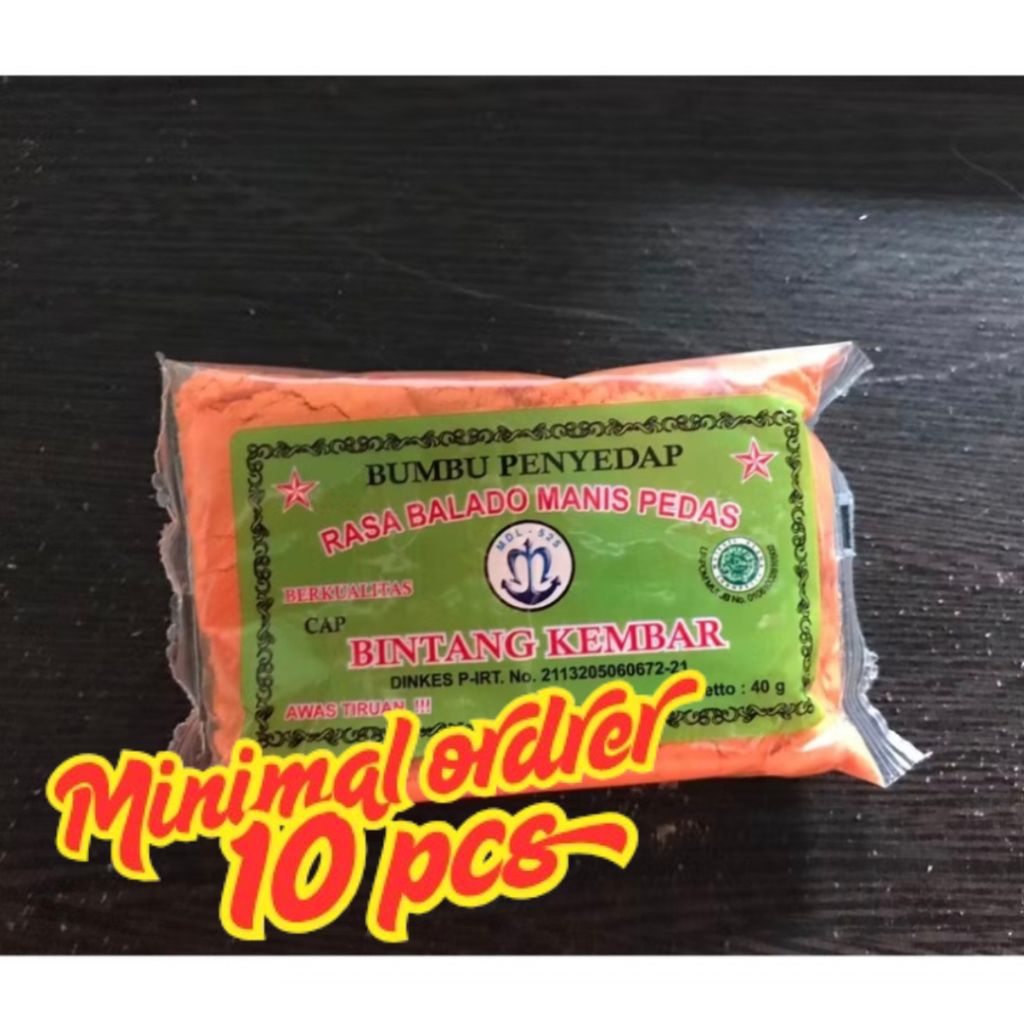 BUMBU PENYEDAP
RASA BALADO MANIS PEDAS
MDL - 525
BERKUALITAS
CAP
BINTANG KEMBAR
DINKES P-IRT. No. 2113205060672-21
etto : 40 g
AWAS TIRUAN !!!
Minimal ordrer
10 pcs